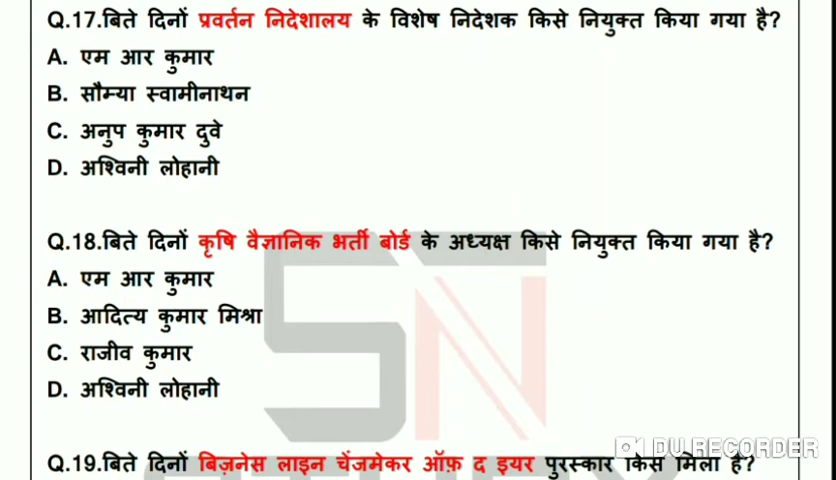 Q.17.बिते दिनों प्रवर्तन निदेशालय के विशेष निदेशक किसे नियुक्त किया गया है?
A. एम आर कुमार
B. सौम्या स्वामीनाथन
C. अनुप कुमार दुवे
D. अश्विनी लोहानी
Q.18.बिते दिनों कृषि वैज्ञानिक भर्ती बोर्ड के अध्यक्ष किसे नियुक्त किया गया है?
A. एम आर कुमार
B. आदित्य कुमार मिश्रा
C. राजीव कुमार
D. अश्विनी लोहानी
DU RECORDER
Q.19.बिते दिनों बिज़नेस लाइन चेंजमेकर ऑफ़ द इयर पुरस्कार किसे मिला है?
SN